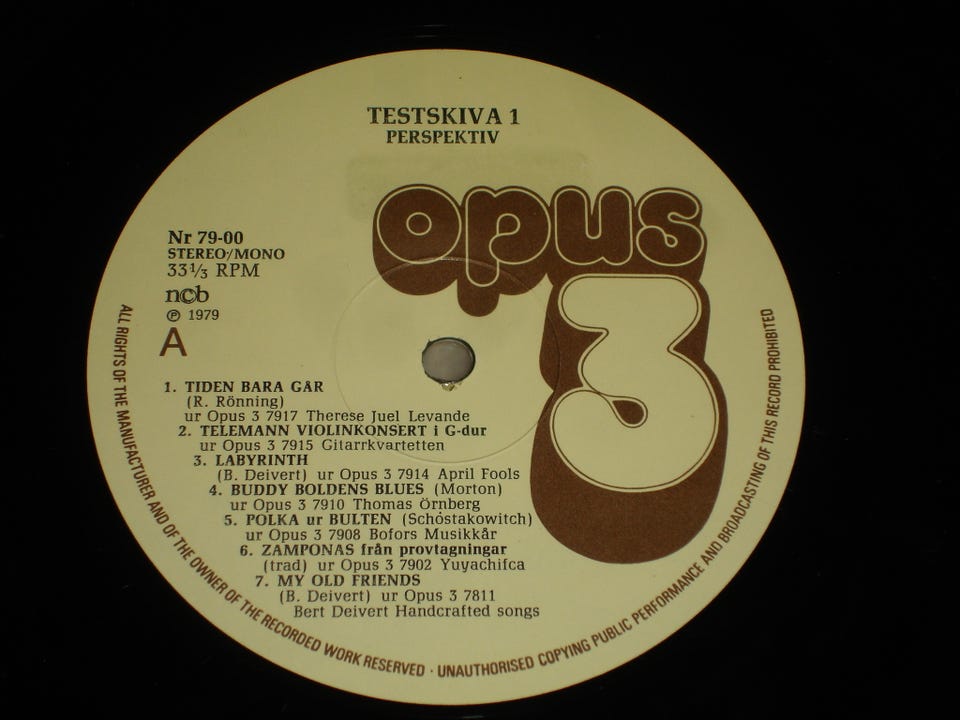 TESTSKIVA 1
PERSPEKTIV
opus
3
Nr 79-00
STEREO/MONO
33⅓ RPM
ncb
℗ 1979
A
1. TIDEN BARA GÅR
(R. Rönning)
ur Opus 3 7917 Therese Juel Levande
2. TELEMANN VIOLINKONSERT i G-dur
ur Opus 3 7915 Gitarrkvartetten
3. LABYRINTH
(B. Deivert) ur Opus 3 7914 April Fools
4. BUDDY BOLDENS BLUES (Morton)
ur Opus 3 7910 Thomas Örnberg
5. POLKA ur BULTEN (Schostakowitch)
ur Opus 3 7908 Bofors Musikkår
6. ZAMPONAS från provtagningar
(trad) ur Opus 3 7902 Yuyachifca
7. MY OLD FRIENDS
(B. Deivert) ur Opus 3 7811
Bert Deivert Handcrafted songs
ALL RIGHTS OF THE MANUFACTURER AND OF THE OWNER OF THE RECORDED WORK RESERVED · UNAUTHORISED COPYING PUBLIC PERFORMANCE AND BROADCASTING OF THIS RECORD PROHIBITED